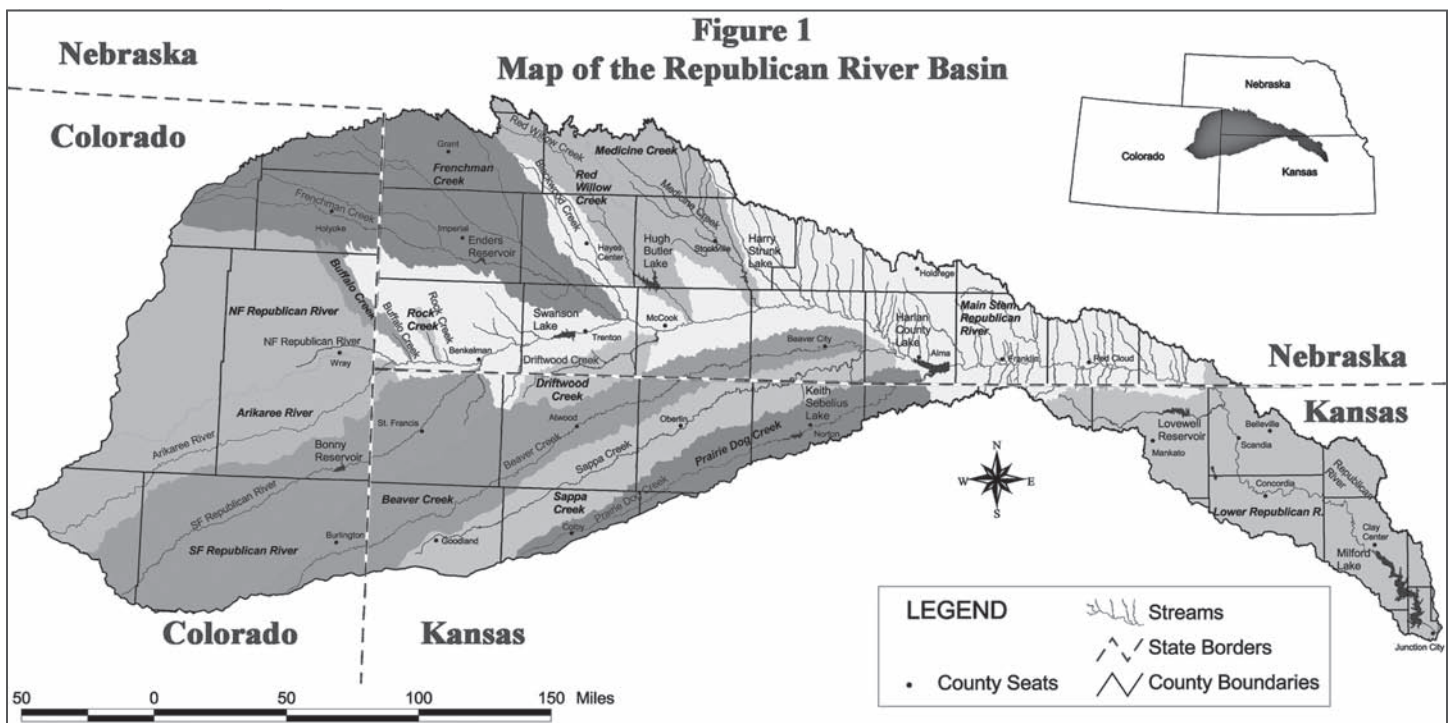 Figure 1
Map of the Republican River Basin
Nebraska
Colorado
Nebraska
Colorado
Kansas
Grant
Frenchman
Creek
Red Willow Creek
Medicine Creek
Blackwood Creek
Red
Willow
Creek
Medicine Creek
Frenchman Creek
Holyoke
Imperial
Enders
Reservoir
Hayes
Center
Hugh
Butler
Lake
Stockville
Harry
Strunk
Lake
Holdrege
Buffalo Creek
NF Republican River
Rock
Creek
Rock Creek
Buffalo Creek
Swanson
Lake
Trenton
McCook
Harlan
County
Lake
Main Stem
Republican
River
NF Republican River
Wray
Benkelman
Driftwood Creek
Beaver City
Alma
Franklin
Red Cloud
Nebraska
Kansas
Driftwood
Creek
Arikaree River
Arikaree River
St. Francis
Atwood
Oberlin
Keith
Sebelius
Lake
Norton
Lovewell
Reservoir
Belleville
Scandia
Mankato
Bonny
Reservoir
Beaver Creek
Sappa Creek
Prairie Dog Creek
Republican
River
SF Republican River
Beaver Creek
Sappa
Creek
Prairie Dog Creek
N
W
E
S
Concordia
Lower Republican R.
SF Republican River
Burlington
Goodland
Colby
Clay
Center
Milford
Lake
Junction City
Colorado
Kansas
LEGEND
Streams
State Borders
County Seats
County Boundaries
50 0 50 100 150 Miles